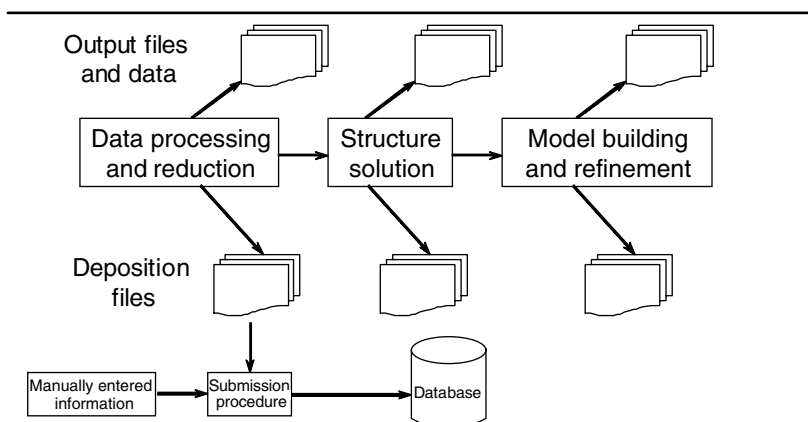 Output files
and data
Data processing
and reduction
Structure
solution
Model building
and refinement
Deposition
files
Manually entered
information
Submission
procedure
Database